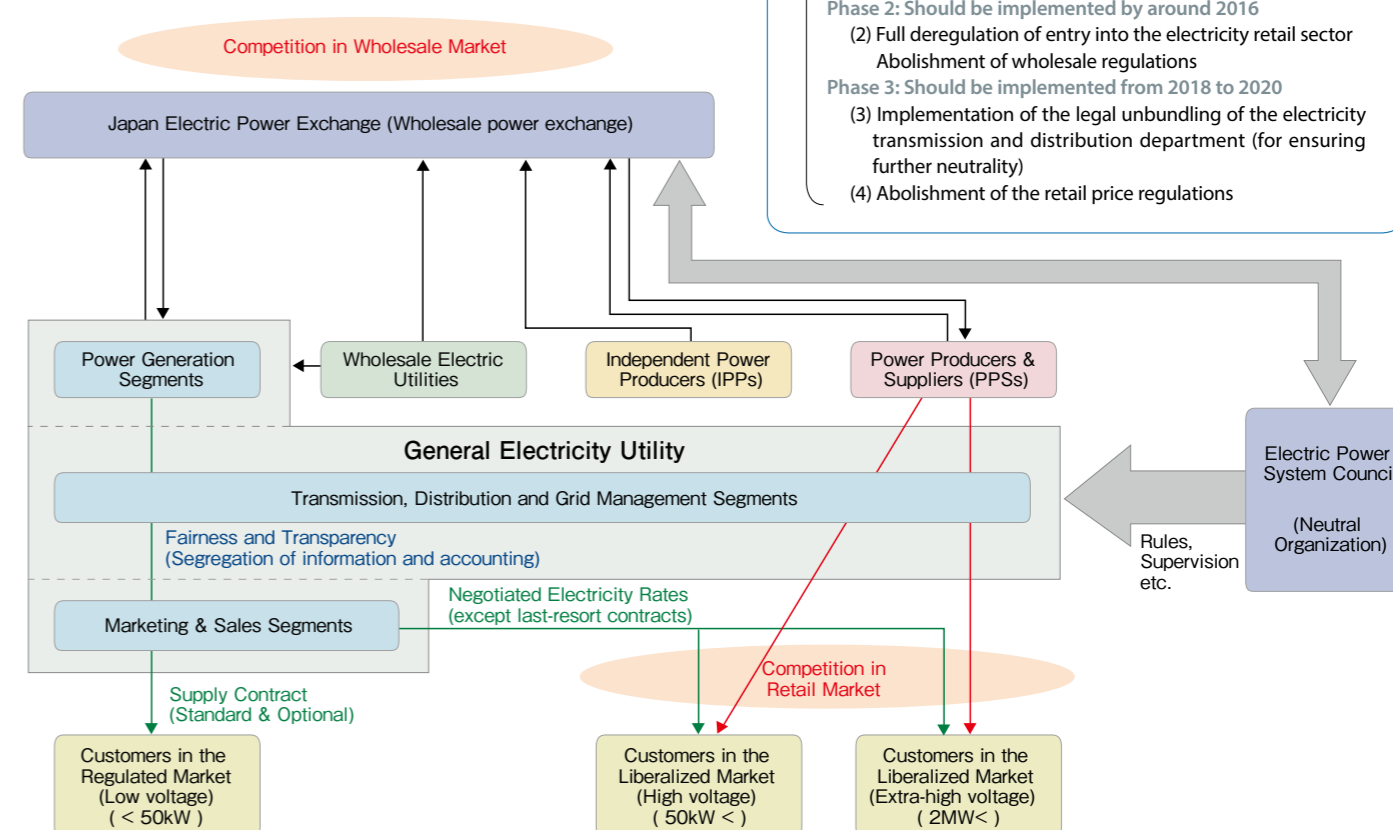 Phase 2: Should be implemented by around 2016
(2) Full deregulation of entry into the electricity retail sector
Abolishment of wholesale regulations
Phase 3: Should be implemented from 2018 to 2020
(3) Implementation of the legal unbundling of the electricity
transmission and distribution department (for ensuring
further neutrality)
(4) Abolishment of the retail price regulations
Competition in Wholesale Market
Japan Electric Power Exchange (Wholesale power exchange)
Power Generation
Segments
Wholesale Electric
Utilities
Independent Power
Producers (IPPs)
Power Producers &
Suppliers (PPSs)
General Electricity Utility
Transmission, Distribution and Grid Management Segments
Fairness and Transparency
(Segregation of information and accounting)
Electric Power
System Counci
(Neutral
Organization)
Rules,
Supervision
etc.
Marketing & Sales Segments
Negotiated Electricity Rates
(except last-resort contracts)
Competition in
Retail Market
Supply Contract
(Standard & Optional)
Customers in the
Regulated Market
(Low voltage)
( < 50kW )
Customers in the
Liberalized Market
(High voltage)
( 50kW < )
Customers in the
Liberalized Market
(Extra-high voltage)
( 2MW< )